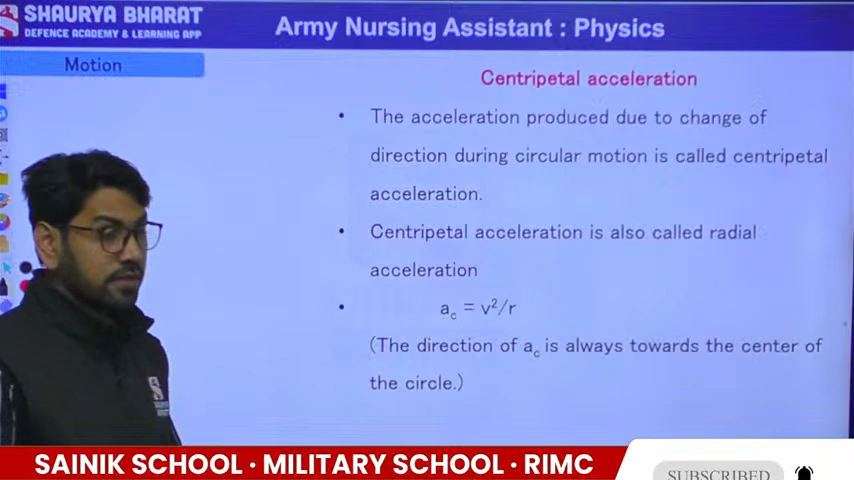 SHAURYA BHARAT
DEFENCE ACADEMY & LEARNING APP
Army Nursing Assistant : Physics
Motion
Centripetal acceleration
• The acceleration produced due to change of
direction during circular motion is called centripetal
acceleration.
• Centripetal acceleration is also called radial
acceleration
• a_c = v²/r
(The direction of a_c is always towards the center of
the circle.)
SAINIK SCHOOL · MILITARY SCHOOL · RIMC
SUBSCRIBED